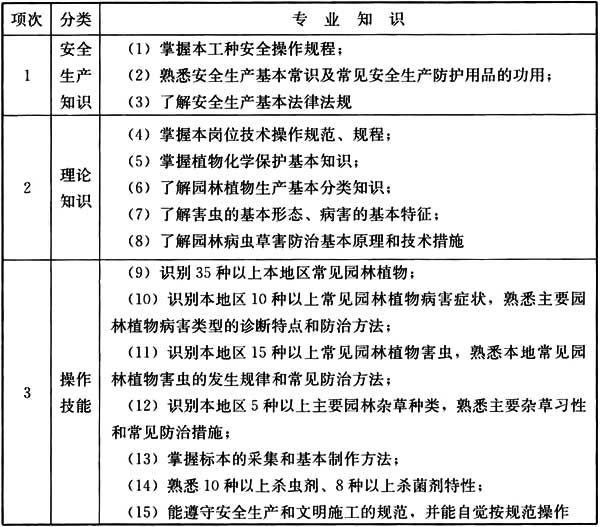 项次 分类 专业知识
1
安全生产知识
(1) 掌握本工种安全操作规程；
(2) 熟悉安全生产基本常识及常见安全生产防护用品的功用；
(3) 了解安全生产基本法律法规
2
理论知识
(4) 掌握本岗位技术操作规范、规程；
(5) 掌握植物化学保护基本知识；
(6) 了解园林植物生产基本分类知识；
(7) 了解害虫的基本形态、病害的基本特征；
(8) 了解园林病虫草害防治基本原理和技术措施
3
操作技能
(9) 识别35种以上本地区常见园林植物；
(10) 识别本地区10种以上常见园林植物病害症状，熟悉主要园
林植物病害类型的诊断特点和防治方法；
(11) 识别本地区15种以上常见园林植物害虫，熟悉本地常见园
林植物害虫的发生规律和常见防治方法；
(12) 识别本地区5种以上主要园林杂草种类，熟悉主要杂草习性
和常见防治措施；
(13) 掌握标本的采集和基本制作方法；
(14) 熟悉10种以上杀虫剂、8种以上杀菌剂特性；
(15) 能遵守安全生产和文明施工的规范，并能自觉按规范操作